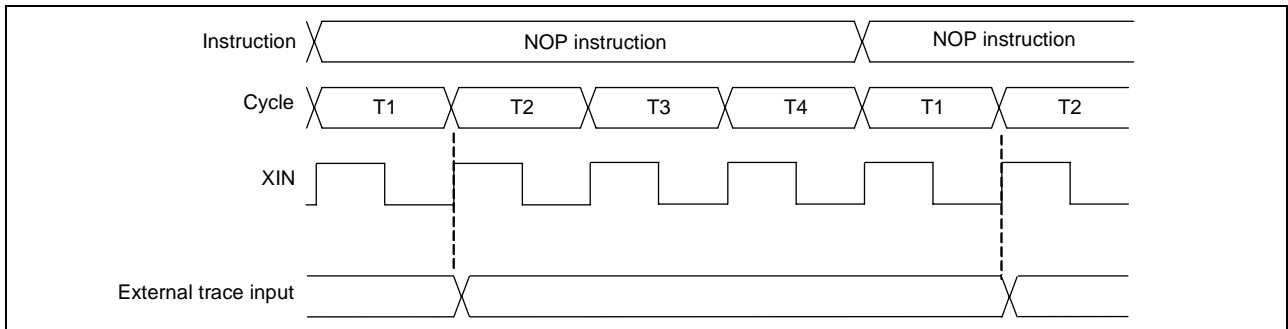 Instruction NOP instruction NOP instruction
Cycle T1 T2 T3 T4 T1 T2
XIN
External trace input